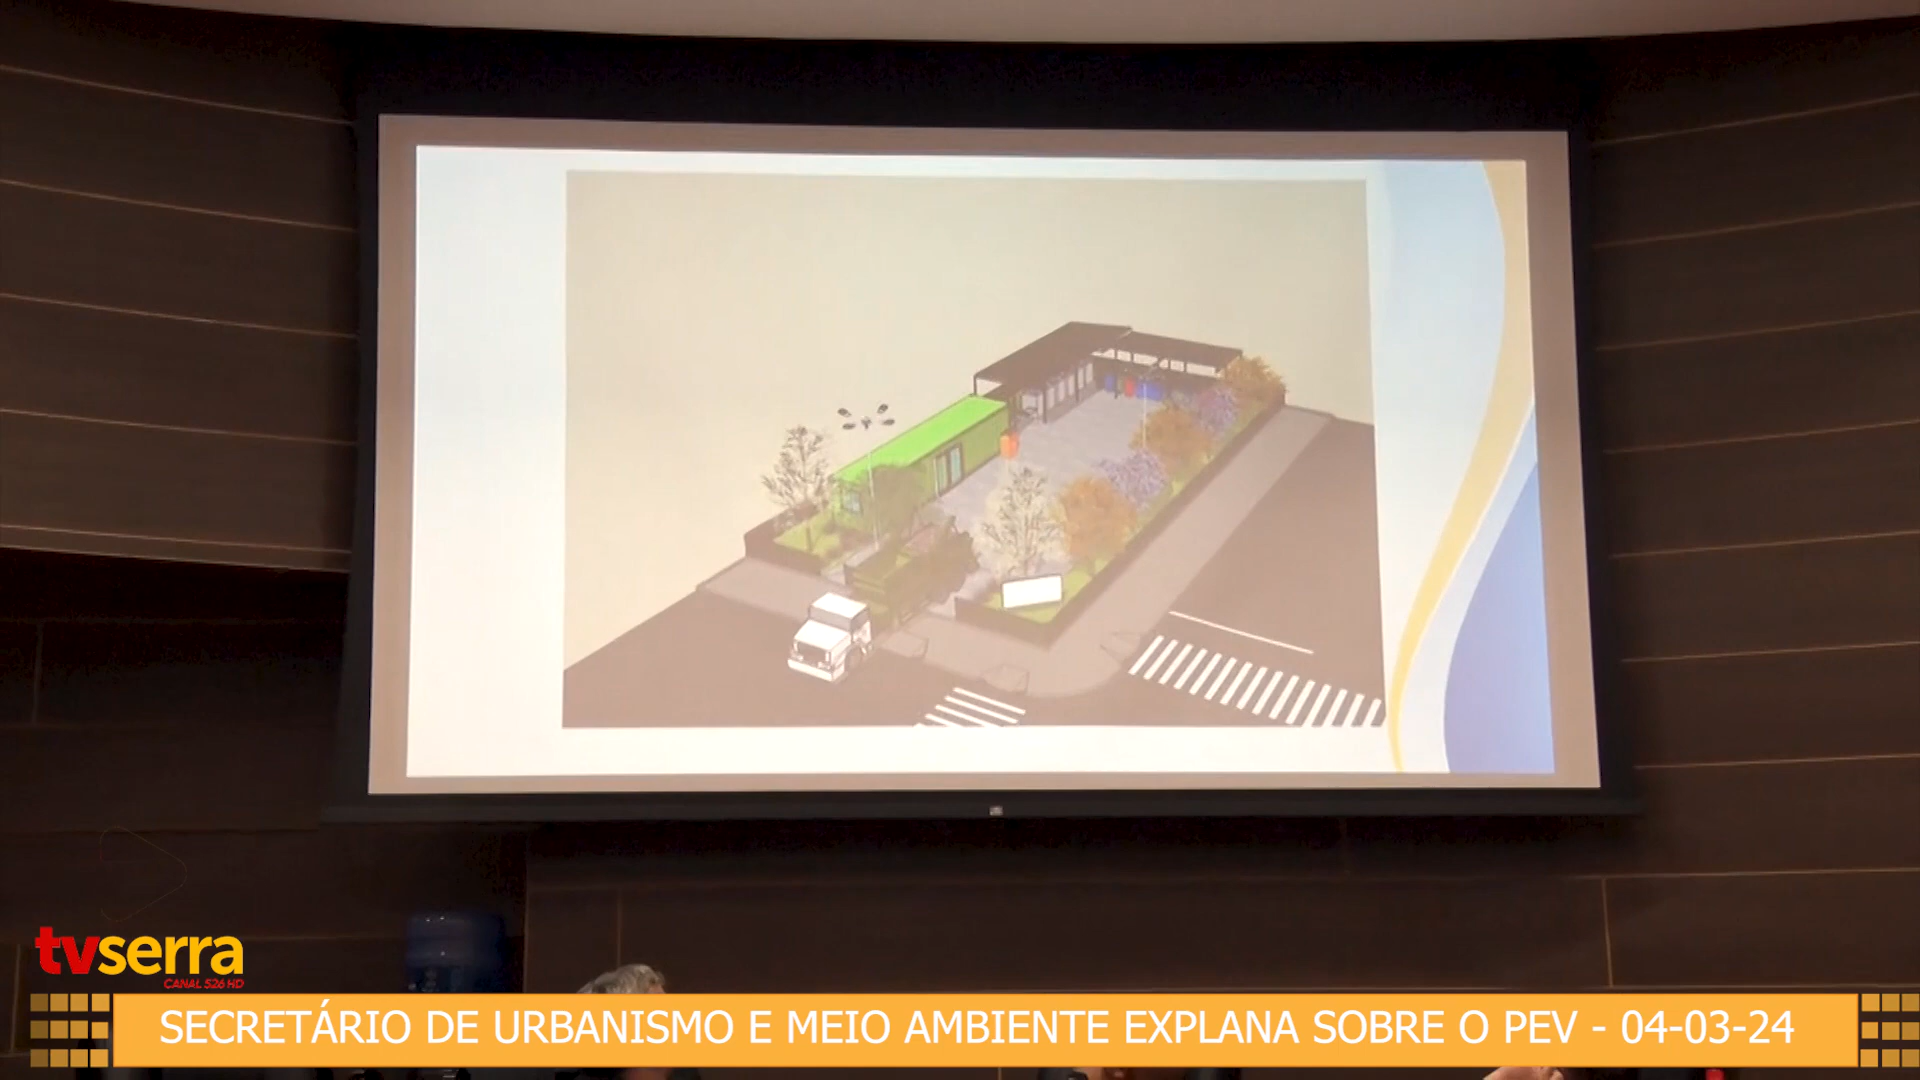 tvserra
CANAL 526 HD
SECRETÁRIO DE URBANISMO E MEIO AMBIENTE EXPLANA SOBRE O PEV - 04-03-24